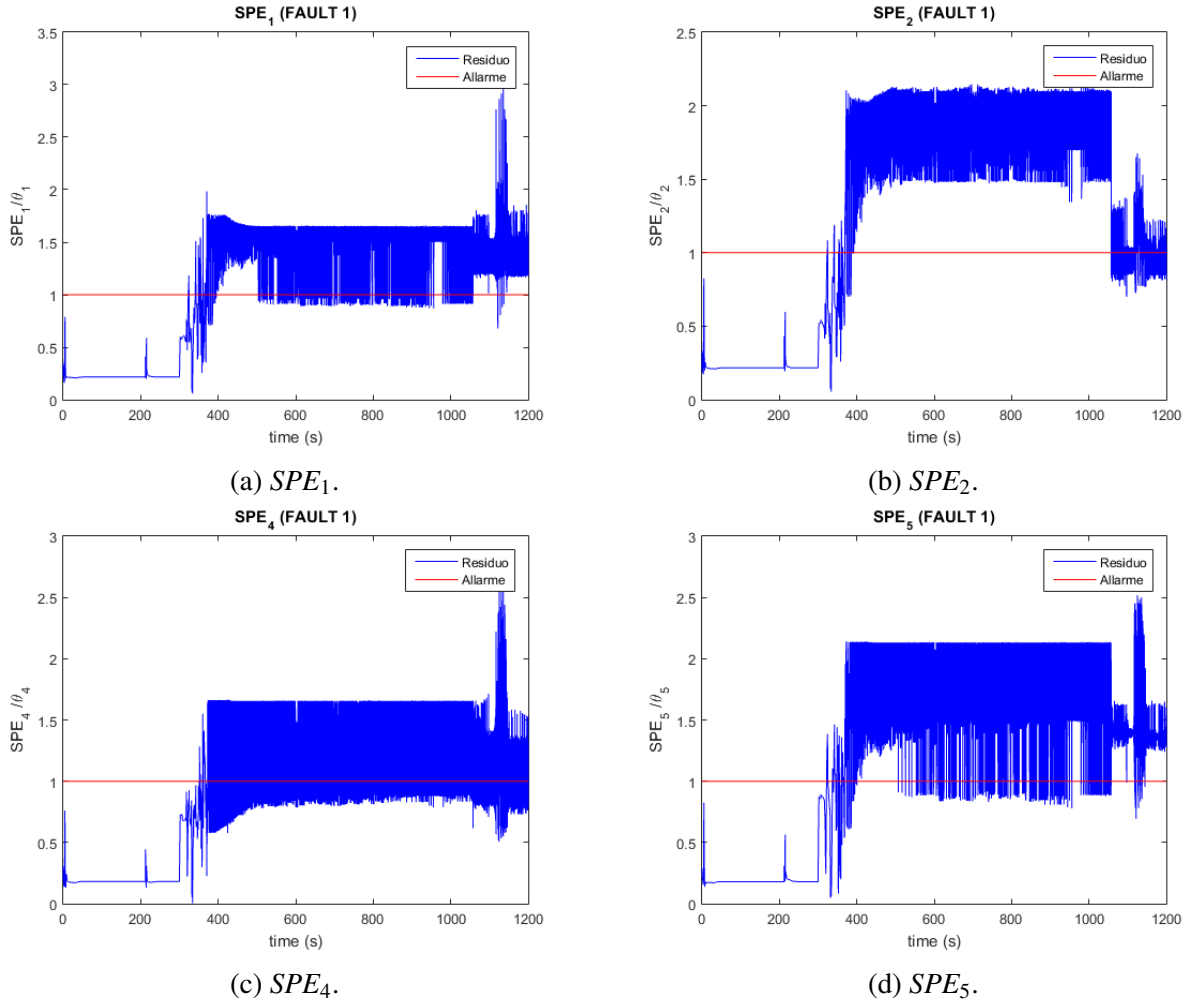 SPE₁ (FAULT 1)
3.5
3
2.5
2
1.5
1
0.5
0
SPE₁/θ₁
Residuo
Allarme
0 200 400 600 800 1000 1200
time (s)
(a) SPE₁.
SPE₂ (FAULT 1)
2.5
2
1.5
1
0.5
0
SPE₂/θ₂
Residuo
Allarme
0 200 400 600 800 1000 1200
time (s)
(b) SPE₂.
SPE₄ (FAULT 1)
3
2.5
2
1.5
1
0.5
0
SPE₄/θ₄
Residuo
Allarme
0 200 400 600 800 1000 1200
time (s)
(c) SPE₄.
SPE₅ (FAULT 1)
3
2.5
2
1.5
1
0.5
0
SPE₅/θ₅
Residuo
Allarme
0 200 400 600 800 1000 1200
time (s)
(d) SPE₅.